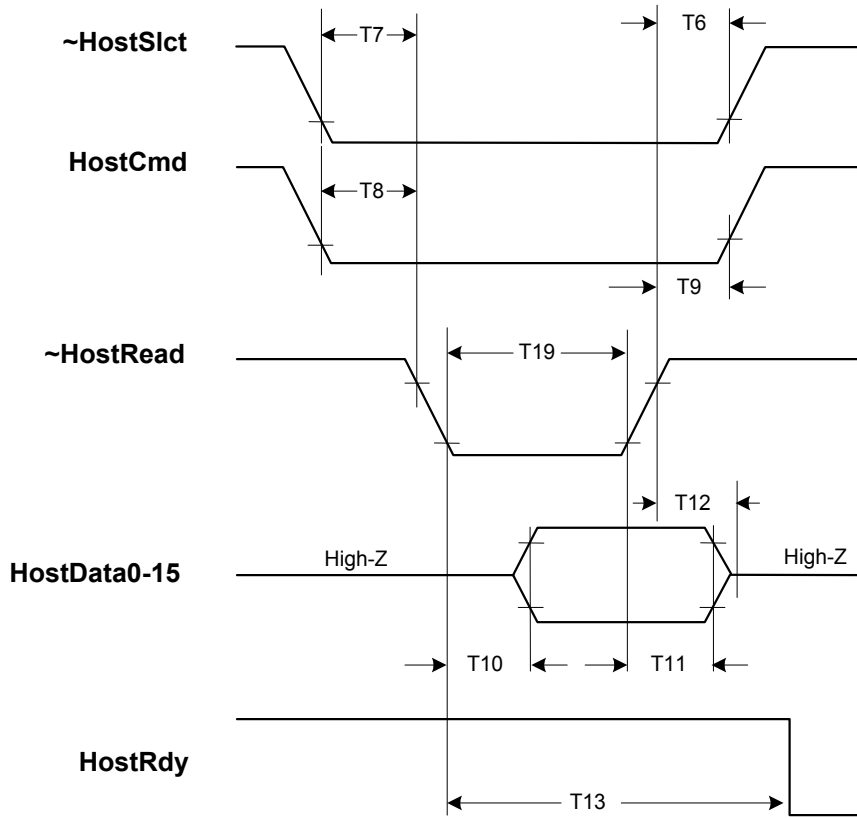 ~HostSlct
T7
T6
HostCmd
T8
T9
~HostRead
T19
T12
HostData0-15
High-Z
High-Z
T10
T11
HostRdy
T13